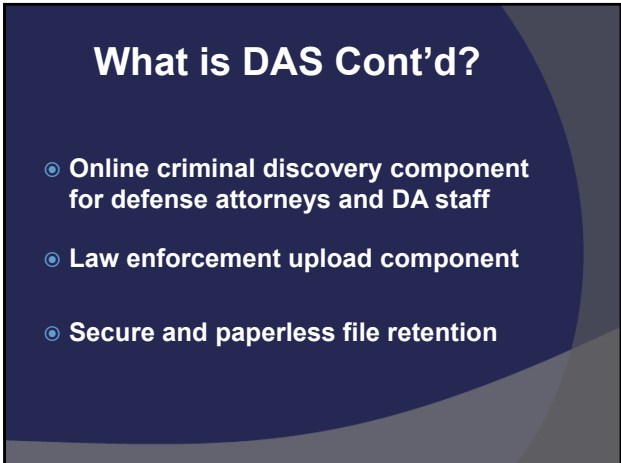 What is DAS Cont’d?
Online criminal discovery component
for defense attorneys and DA staff
Law enforcement upload component
Secure and paperless file retention